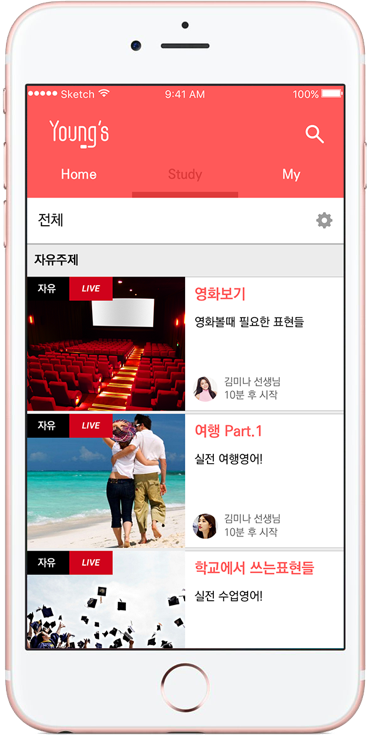 Sketch 9:41 AM 100%
Young's
Home Study My
전체
자유주제
자유 LIVE
영화보기
영화볼때 필요한 표현들
김미나 선생님
10분 후 시작
자유 LIVE
여행 Part.1
실전 여행영어!
김미나 선생님
10분 후 시작
자유 LIVE
학교에서 쓰는표현들
실전 수업영어!